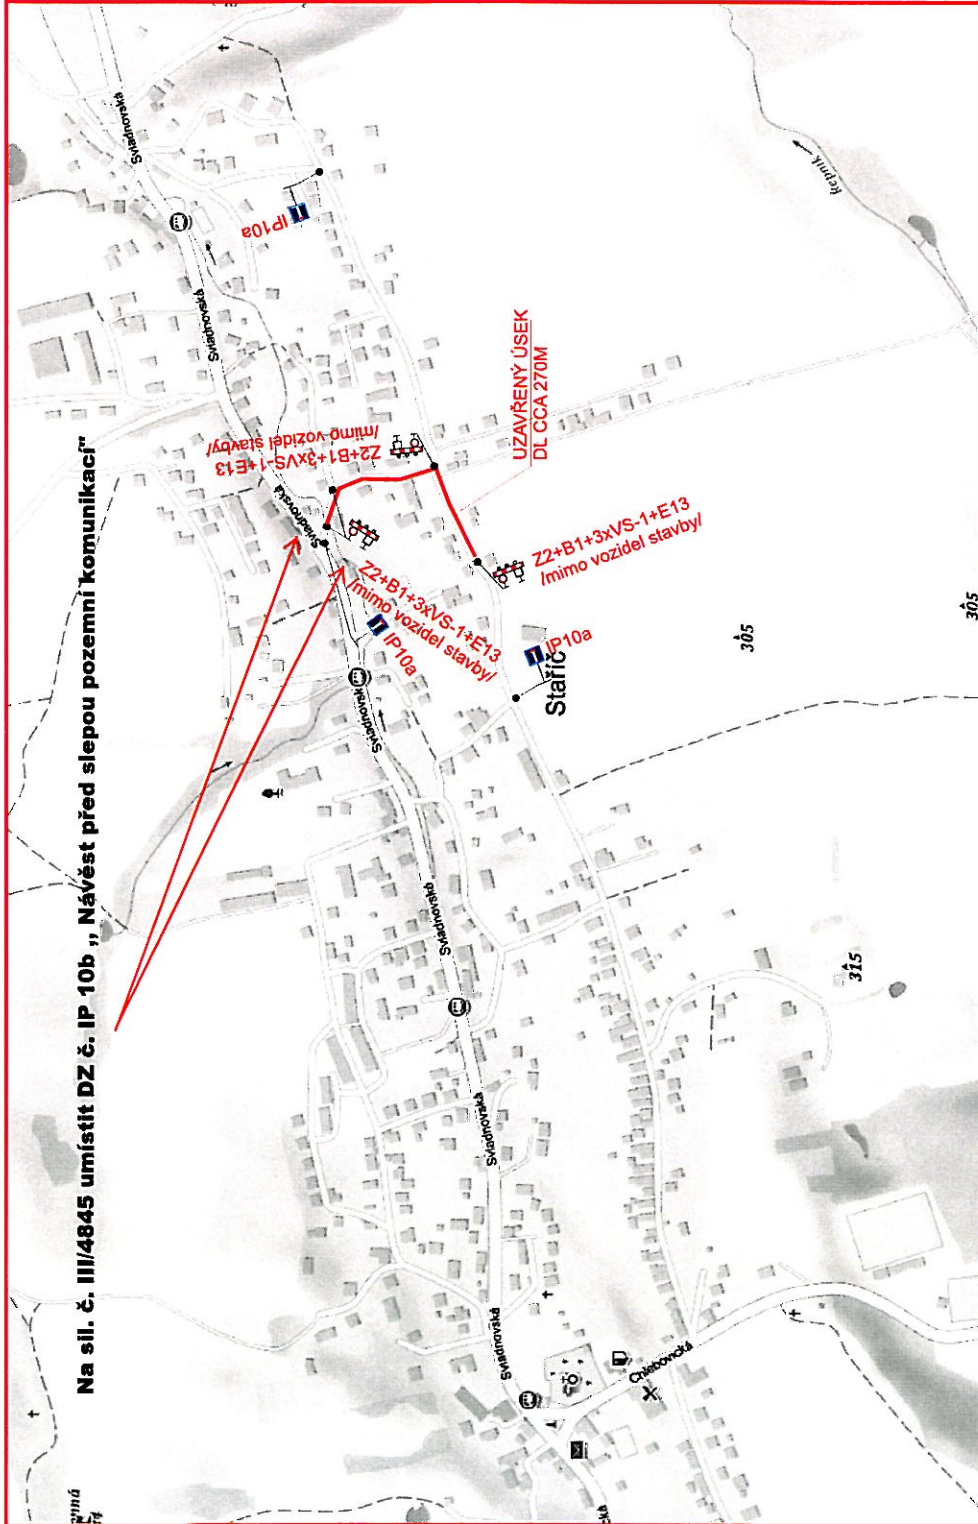 Na sil. č. III/4845 umístit DZ č. IP 10b ,, Návěst před slepou pozemní komunikací"
Sviadnovská
Sviadnovská
IP10a
Sviadnovská
Z2+B1+3xVS-1+E13
/mimo vozidel stavby/
UZAVŘENÝ ÚSEK
DL CCA 270M
Z2+B1+3xVS-1+E13
/mimo vozidel stavby/
Z2+B1+3xVS-1+E13
/mimo vozidel stavby/
IP10a
IP10a
Staříč
Sviadnovská
Sviadnovská
Sviadnovská
Sviadnovská
Chlebovická
Řepník
305
305
315